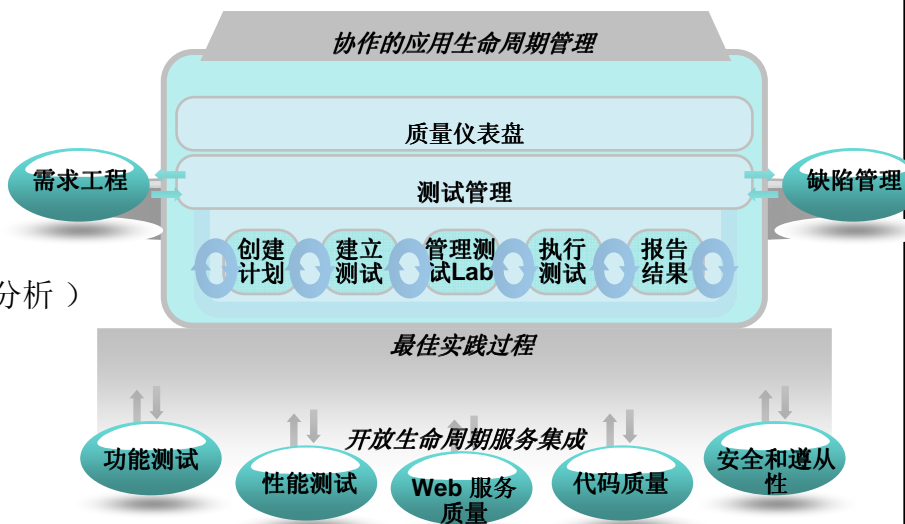 协作的应用生命周期管理
质量仪表盘
需求工程
测试管理
缺陷管理
创建
计划
建立
测试
管理测
试Lab
执行
测试
报告
结果
分析 ）
最佳实践过程
开放生命周期服务集成
功能测试
性能测试
Web 服务
质量
代码质量
安全和遵从
性